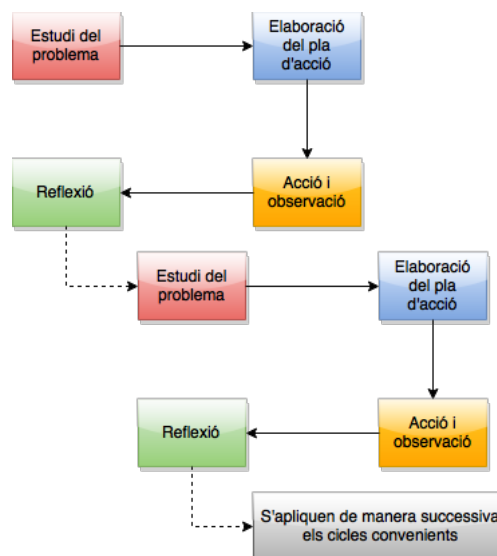 Estudi del
problema
Elaboració
del pla
d'acció
Reflexió
Acció i
observació
Estudi del
problema
Elaboració
del pla
d'acció
Reflexió
Acció i
observació
S'apliquen de manera successiva
els cicles convenients